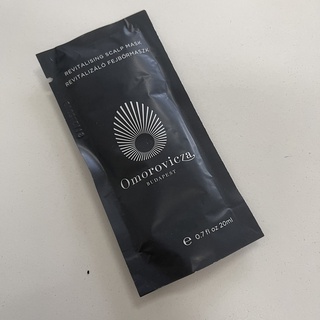 REVITALISING SCALP MASK
REVITALIZÁLÓ FEJBŐRMASZK
Omorovicza
BUDAPEST
e 0.7 fl oz 20ml